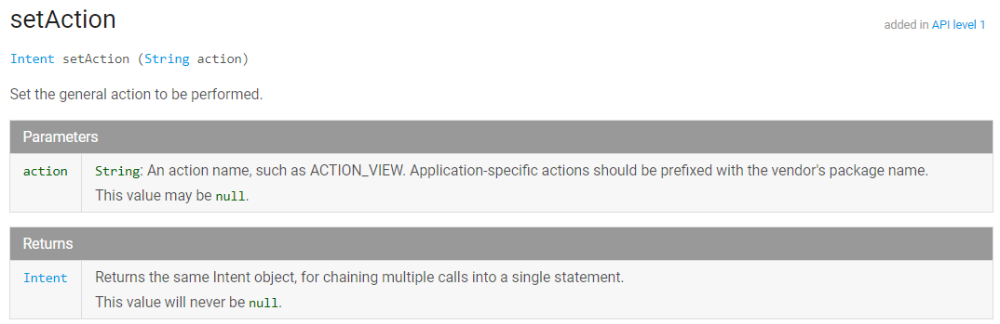 setAction
added in API level 1
Intent setAction (String action)
Set the general action to be performed.
Parameters
action String: An action name, such as ACTION_VIEW. Application-specific actions should be prefixed with the vendor's package name.
This value may be null.
Returns
Intent Returns the same Intent object, for chaining multiple calls into a single statement.
This value will never be null.